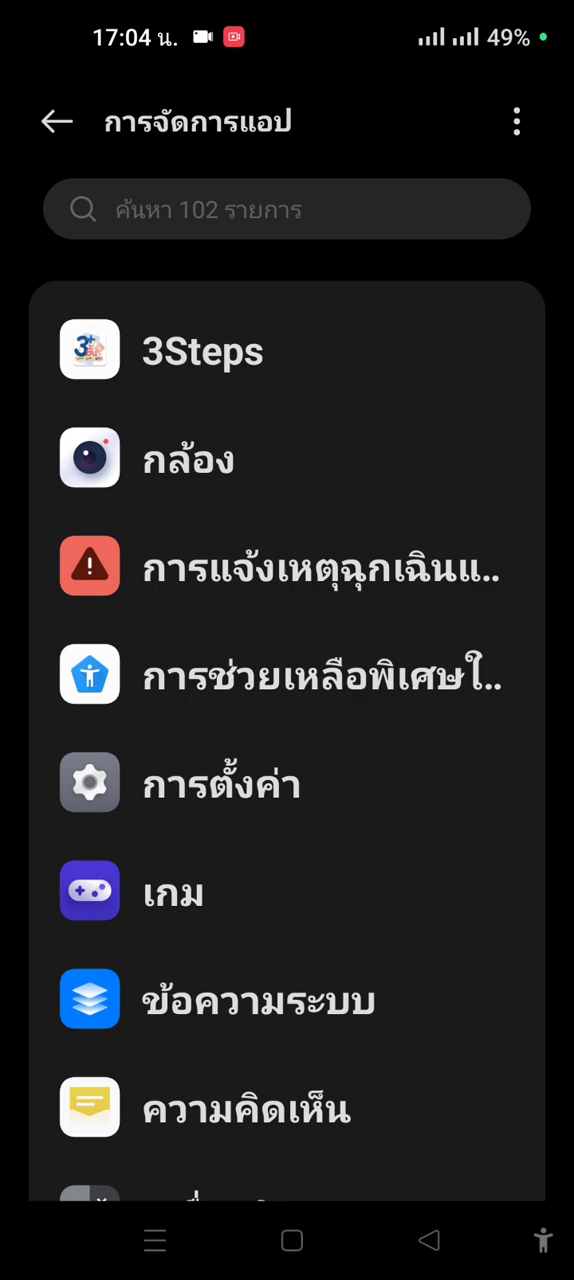 17:04 น.
49%
การจัดการแอป
ค้นหา 102 รายการ
3Steps
กล้อง
การแจ้งเหตุฉุกเฉินแ..
การช่วยเหลือพิเศษใ..
การตั้งค่า
เกม
ข้อความระบบ
ความคิดเห็น